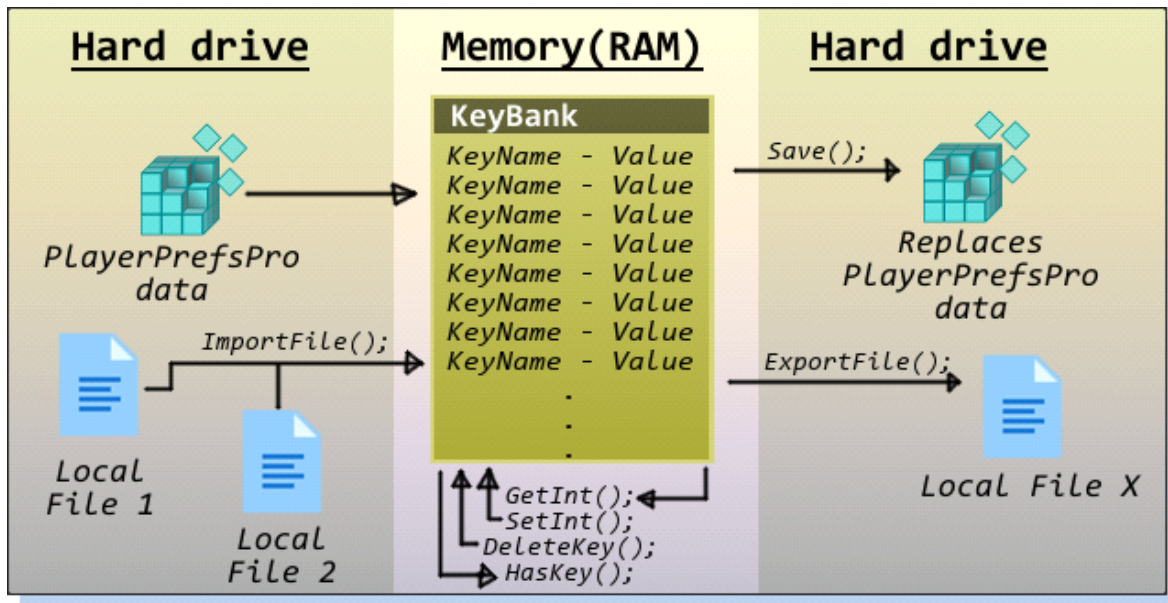 Hard drive
PlayerPrefsPro
data
ImportFile();
Local
File 1
Local
File 2
Memory(RAM)
KeyBank
KeyName - Value
KeyName - Value
KeyName - Value
KeyName - Value
KeyName - Value
KeyName - Value
KeyName - Value
KeyName - Value
.
.
.
GetInt();
SetInt();
DeleteKey();
HasKey();
Hard drive
Save();
Replaces
PlayerPrefsPro
data
ExportFile();
Local File X